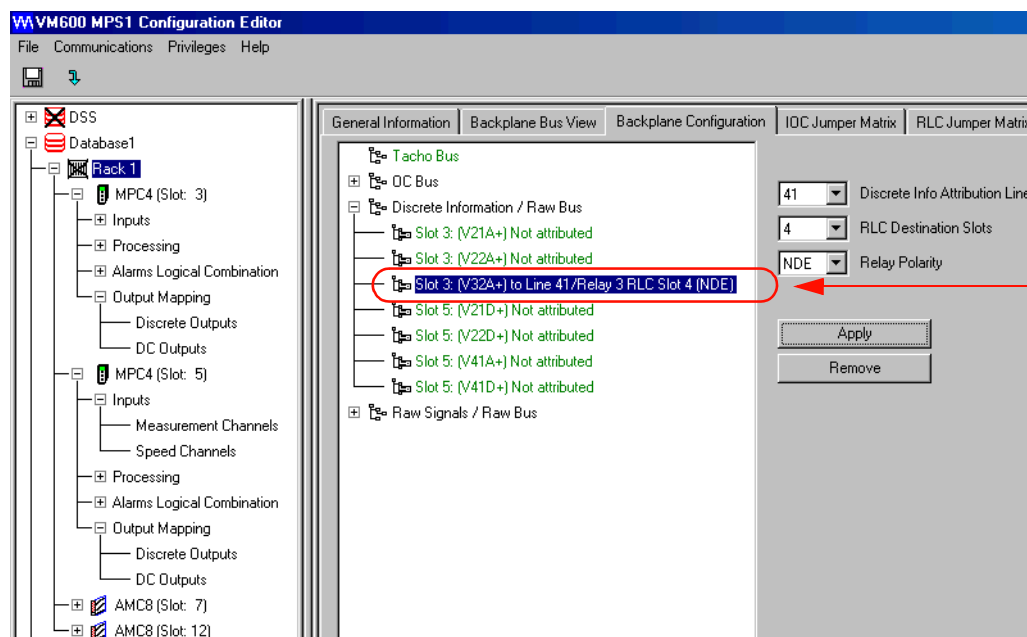 VM600 MPS1 Configuration Editor
File Communications Privileges Help
DSS
Database1
Rack 1
MPC4 (Slot: 3)
Inputs
Processing
Alarms Logical Combination
Output Mapping
Discrete Outputs
DC Outputs
MPC4 (Slot: 5)
Inputs
Measurement Channels
Speed Channels
Processing
Alarms Logical Combination
Output Mapping
Discrete Outputs
DC Outputs
AMC8 (Slot: 7)
AMC8 (Slot: 12)
General Information Backplane Bus View Backplane Configuration IOC Jumper Matrix RLC Jumper Matrix
Tacho Bus
OC Bus
Discrete Information / Raw Bus
Slot 3: (V21A+) Not attributed
Slot 3: (V22A+) Not attributed
Slot 3: (V32A+) to Line 41/Relay 3 RLC Slot 4 (NDE)
Slot 5: (V21D+) Not attributed
Slot 5: (V22D+) Not attributed
Slot 5: (V41A+) Not attributed
Slot 5: (V41D+) Not attributed
Raw Signals / Raw Bus
41 Discrete Info Attribution Line
4 RLC Destination Slots
NDE Relay Polarity
Apply
Remove